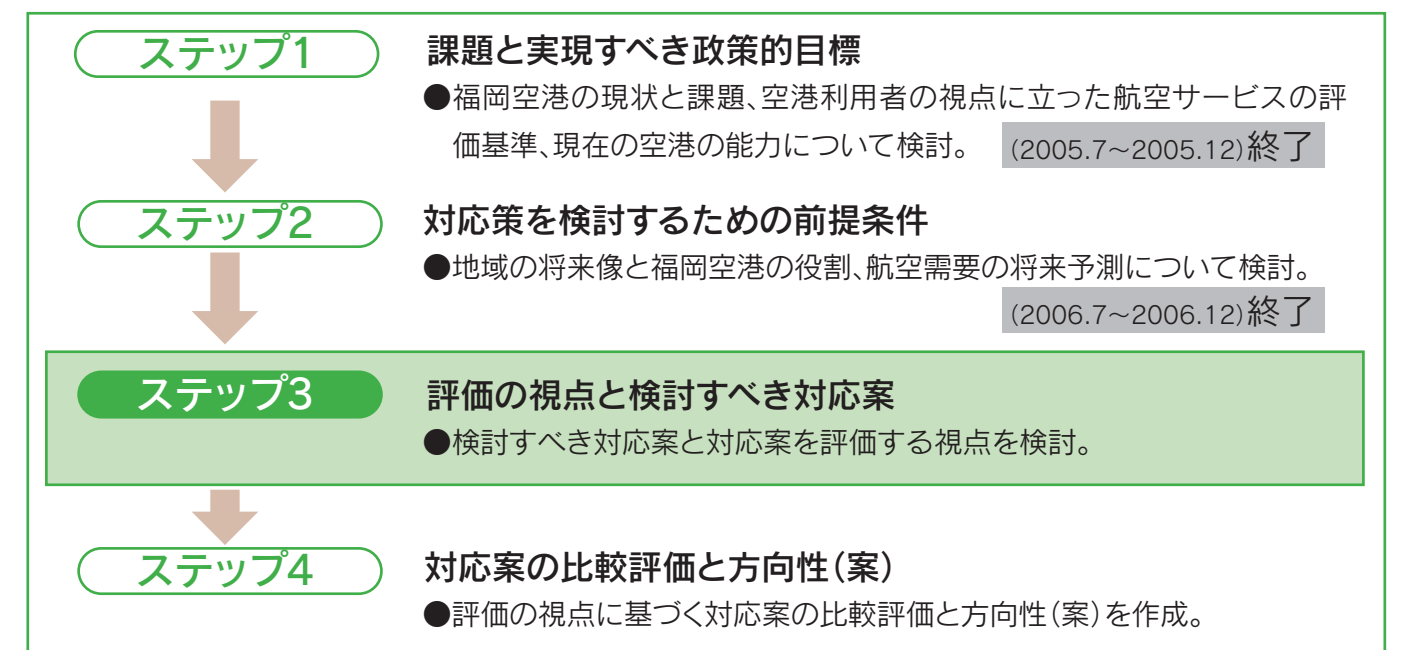 ステップ1
課題と実現すべき政策的目標
●福岡空港の現状と課題、空港利用者の視点に立った航空サービスの評
価基準、現在の空港の能力について検討。 (2005.7～2005.12)終了
ステップ2
対応策を検討するための前提条件
●地域の将来像と福岡空港の役割、航空需要の将来予測について検討。
(2006.7～2006.12)終了
ステップ3
評価の視点と検討すべき対応案
●検討すべき対応案と対応案を評価する視点を検討。
ステップ4
対応案の比較評価と方向性(案)
●評価の視点に基づく対応案の比較評価と方向性(案)を作成。